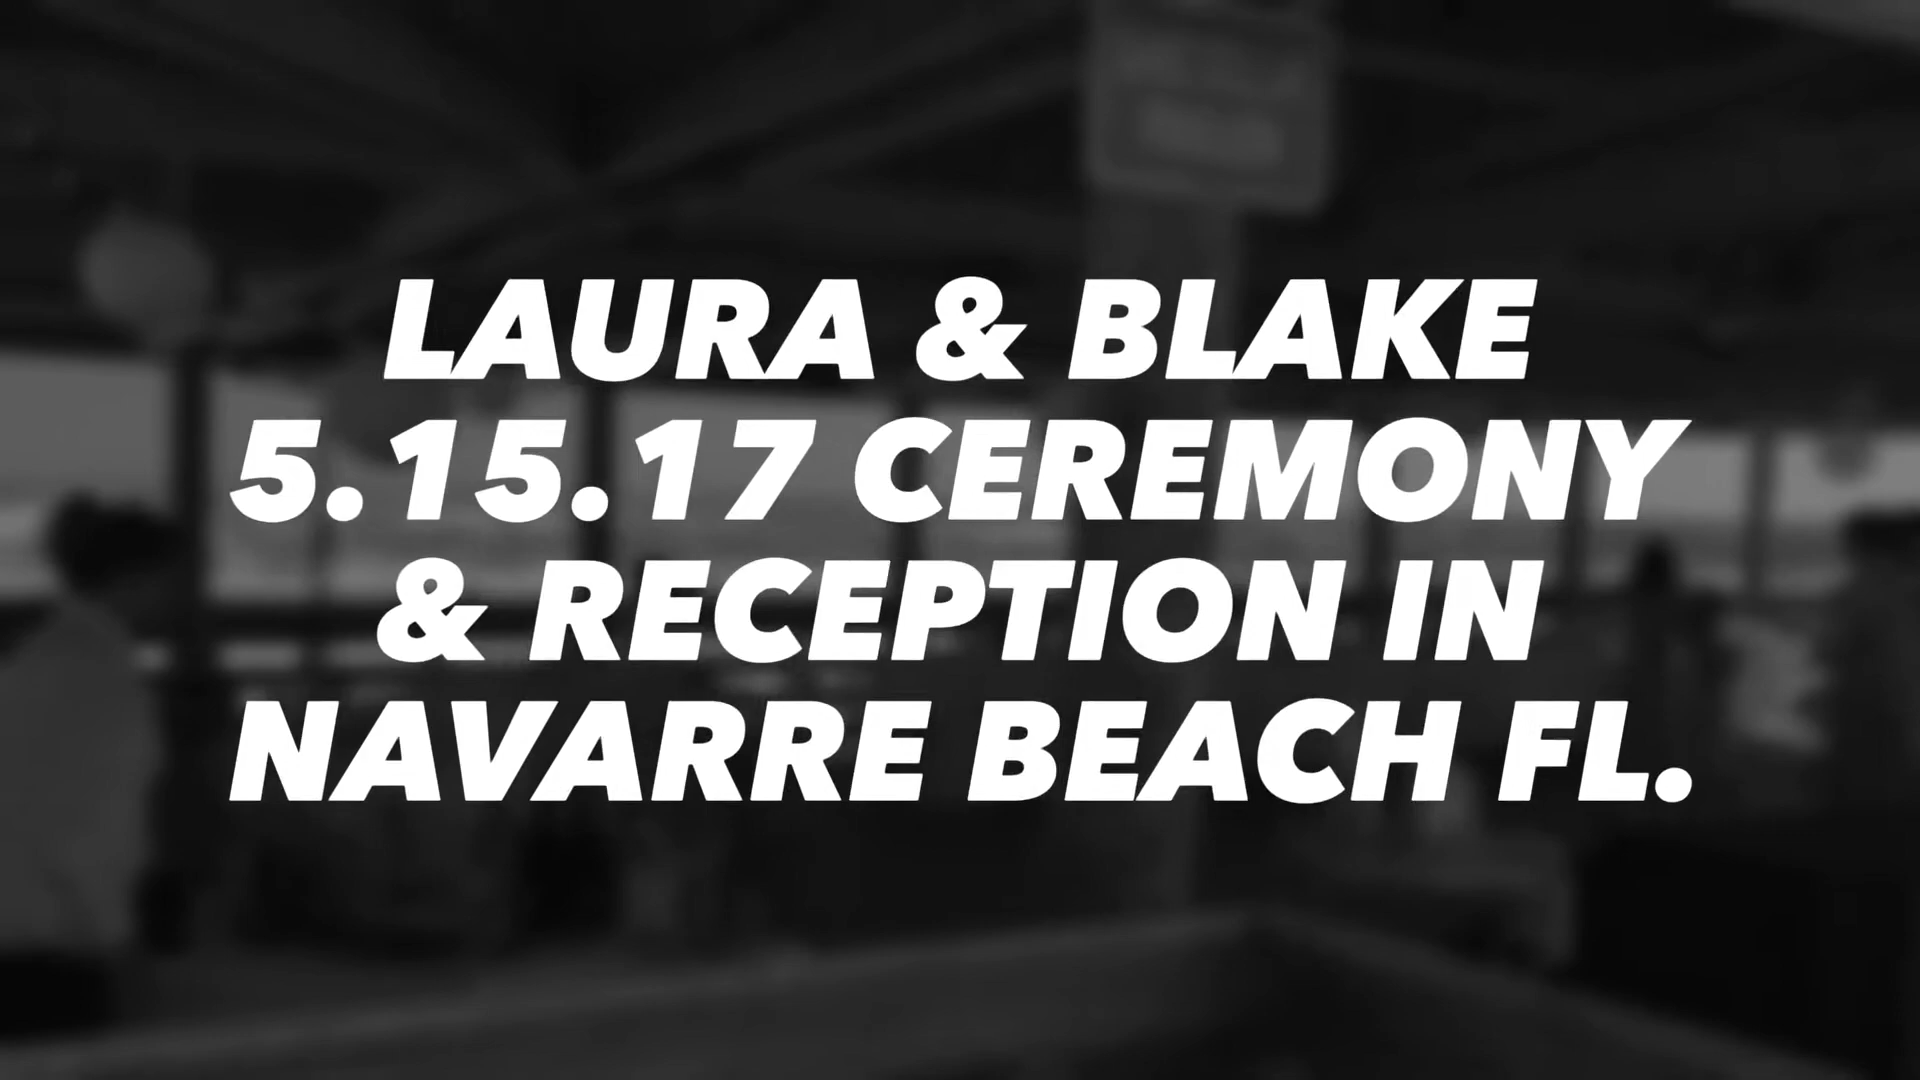 LAURA & BLAKE
5.15.17 CEREMONY
& RECEPTION IN
NAVARRE BEACH FL.